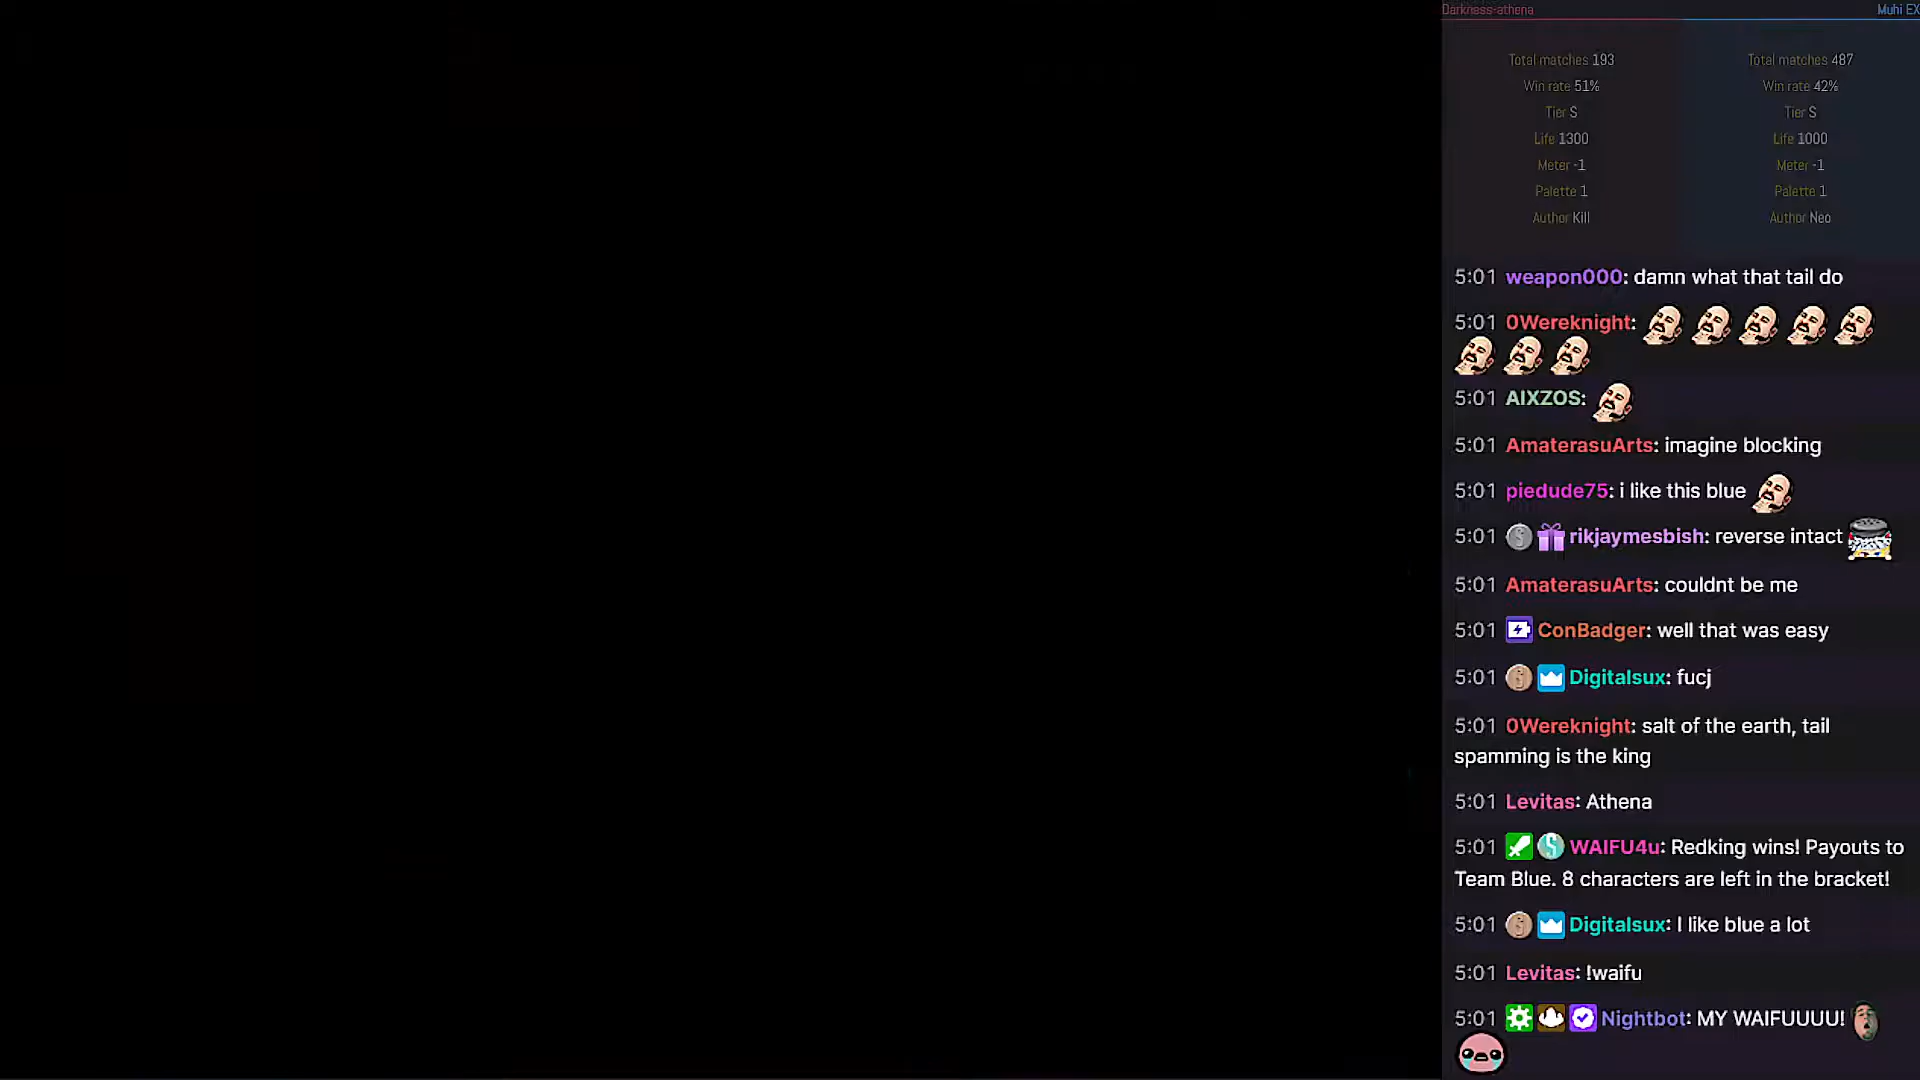 Darkness-athena Muhi EX
Total matches 193 Total matches 487
Win rate 51% Win rate 42%
Tier S Tier S
Life 1300 Life 1000
Meter -1 Meter -1
Palette 1 Palette 1
Author Kill Author Neo
5:01 weapon000: damn what that tail do
5:01 0Wereknight:
5:01 AIXZOS:
5:01 AmaterasuArts: imagine blocking
5:01 piedude75: i like this blue
5:01 rikjaymesbish: reverse intact
5:01 AmaterasuArts: couldnt be me
5:01 ConBadger: well that was easy
5:01 Digitalsux: fucj
5:01 0Wereknight: salt of the earth, tail
spamming is the king
5:01 Levitas: Athena
5:01 WAIFU4u: Redking wins! Payouts to
Team Blue. 8 characters are left in the bracket!
5:01 Digitalsux: I like blue a lot
5:01 Levitas: !waifu
5:01 Nightbot: MY WAIFUUUU!